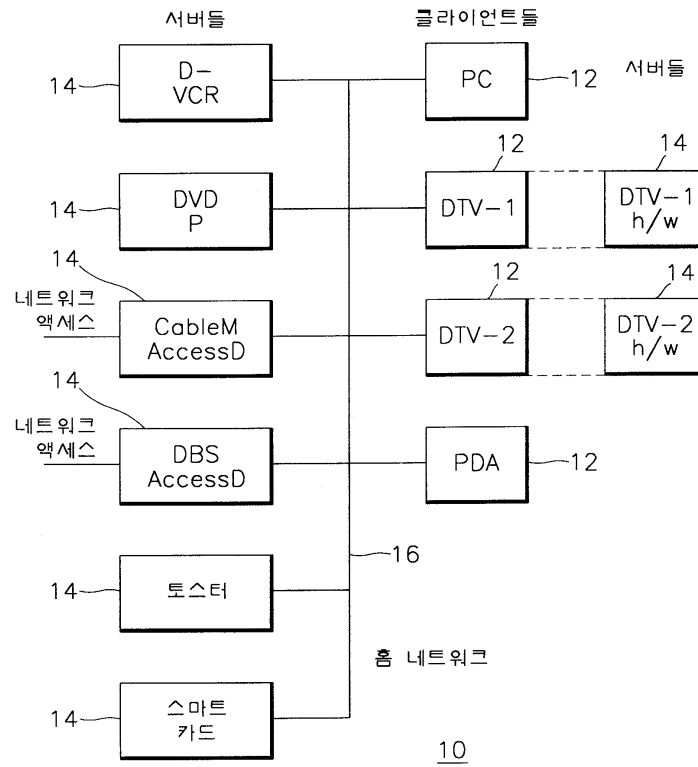 서버들
클라이언트들
14
D-
VCR
PC
12
서버들
14
DVD
P
12
DTV-1
14
DTV-1
h/w
네트워크
액세스
14
CableM
AccessD
12
DTV-2
14
DTV-2
h/w
네트워크
액세스
14
DBS
AccessD
PDA
12
16
14
토스터
홈 네트워크
14
스마트
카드
10